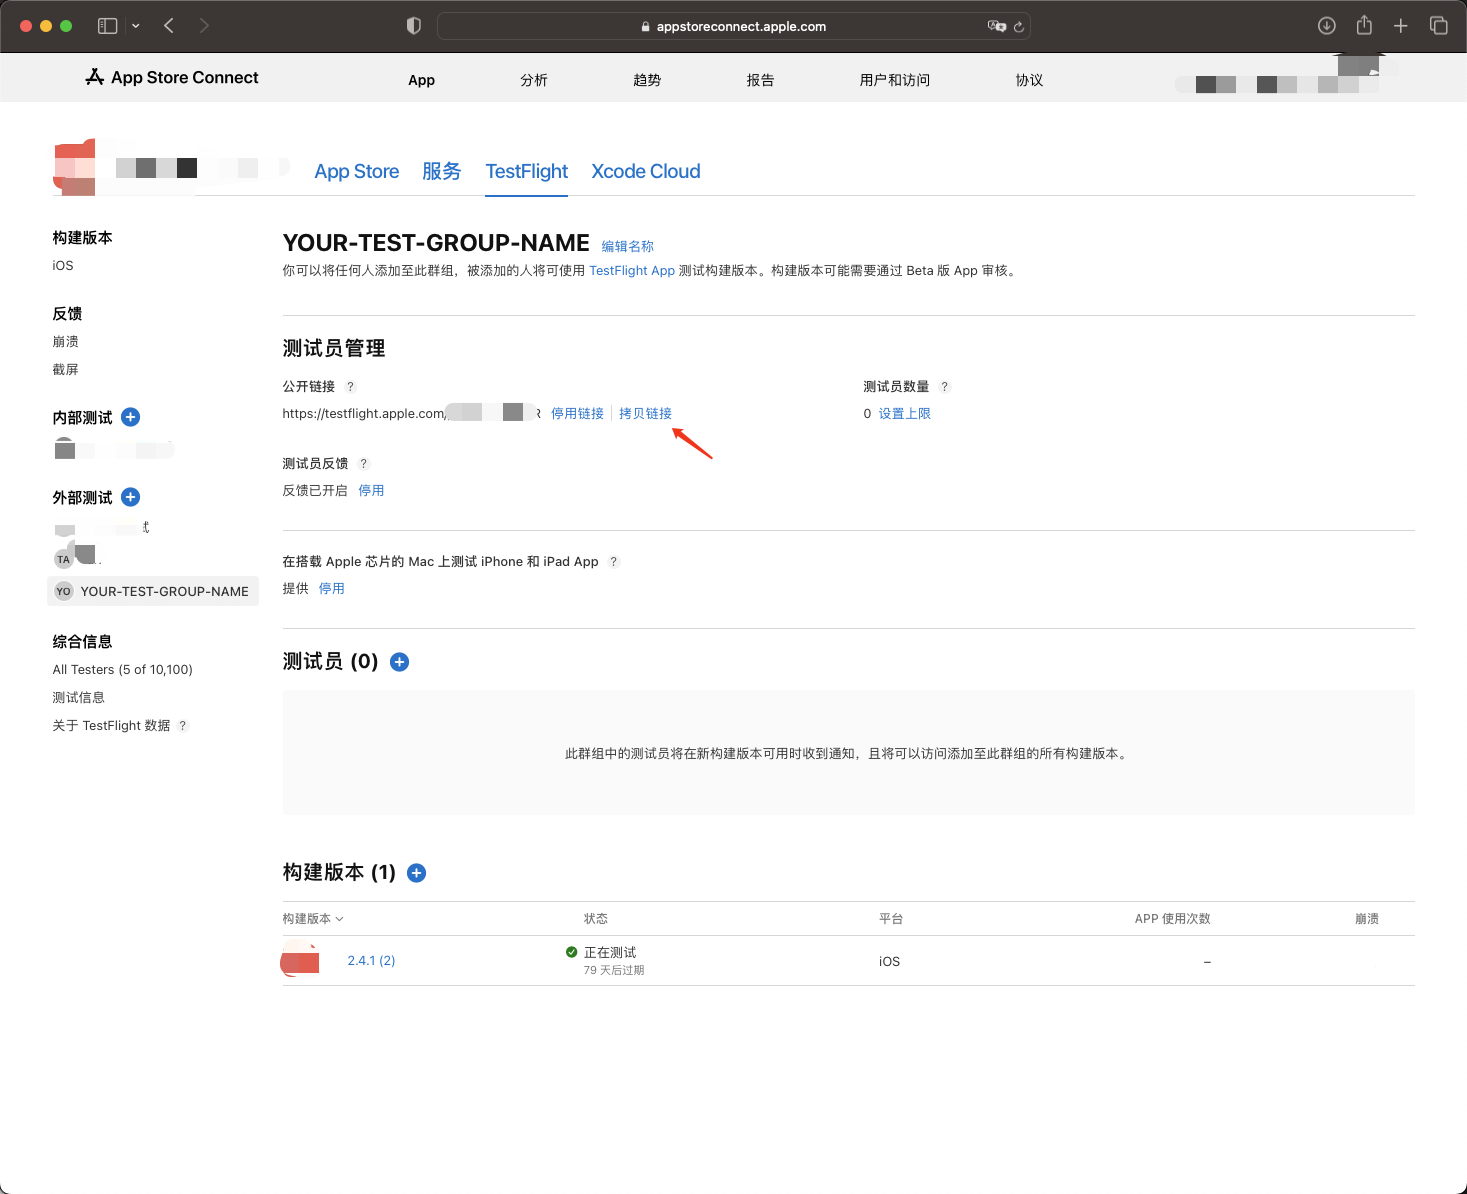 appstoreconnect.apple.com
App Store Connect
App
分析
趋势
报告
用户和访问
协议
App Store
服务
TestFlight
Xcode Cloud
构建版本
iOS
反馈
崩溃
截屏
内部测试
外部测试
试
TA
YO YOUR-TEST-GROUP-NAME
综合信息
All Testers (5 of 10,100)
测试信息
关于 TestFlight 数据 ?
YOUR-TEST-GROUP-NAME 编辑名称
你可以将任何人添加至此群组，被添加的人将可使用 TestFlight App 测试构建版本。构建版本可能需要通过 Beta 版 App 审核。
测试员管理
公开链接 ?
https://testflight.apple.com/ R 停用链接 拷贝链接
测试员数量 ?
0 设置上限
测试员反馈 ?
反馈已开启 停用
在搭载 Apple 芯片的 Mac 上测试 iPhone 和 iPad App ?
提供 停用
测试员 (0)
此群组中的测试员将在新构建版本可用时收到通知，且将可以访问添加至此群组的所有构建版本。
构建版本 (1)
构建版本 状态 平台 APP 使用次数 崩溃
2.4.1 (2) 正在测试 iOS –
79 天后过期